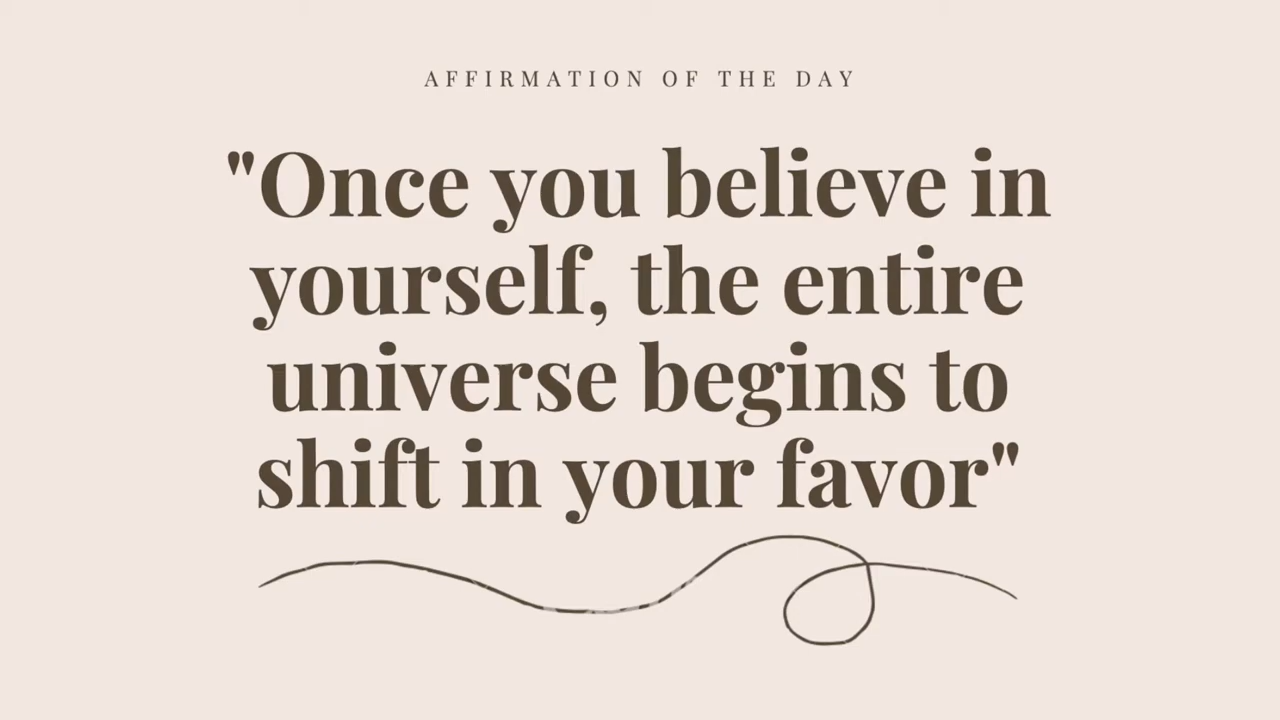 AFFIRMATION OF THE DAY
"Once you believe in
yourself, the entire
universe begins to
shift in your favor"